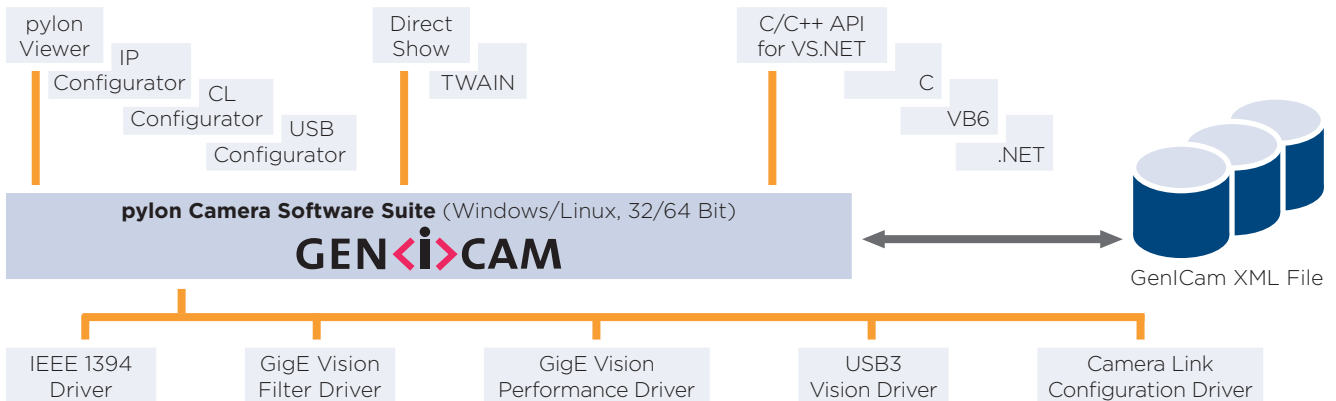 pylon
Viewer
IP
Configurator
CL
Configurator
USB
Configurator
Direct
Show
TWAIN
C/C++ API
for VS.NET
C
VB6
.NET
pylon Camera Software Suite (Windows/Linux, 32/64 Bit)
GEN<i>CAM
GenICam XML File
IEEE 1394
Driver
GigE Vision
Filter Driver
GigE Vision
Performance Driver
USB3
Vision Driver
Camera Link
Configuration Driver